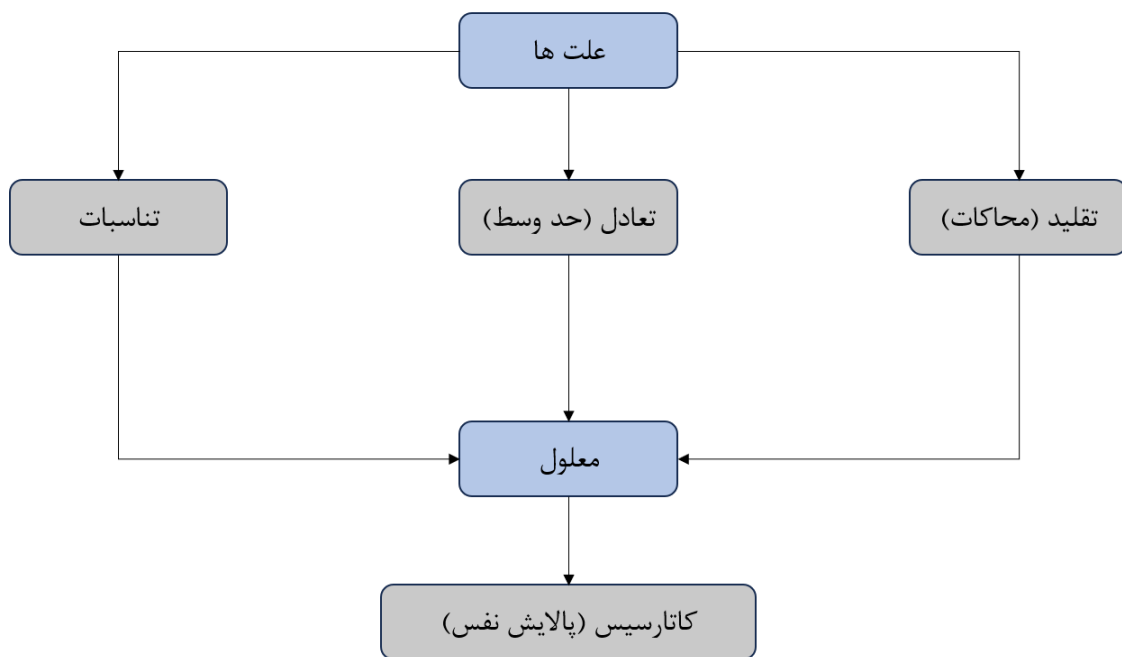 علت ها
تقلید (محاکات)
تعادل (حد وسط)
تناسبات
معلول
کاتارسیس (پالایش نفس)